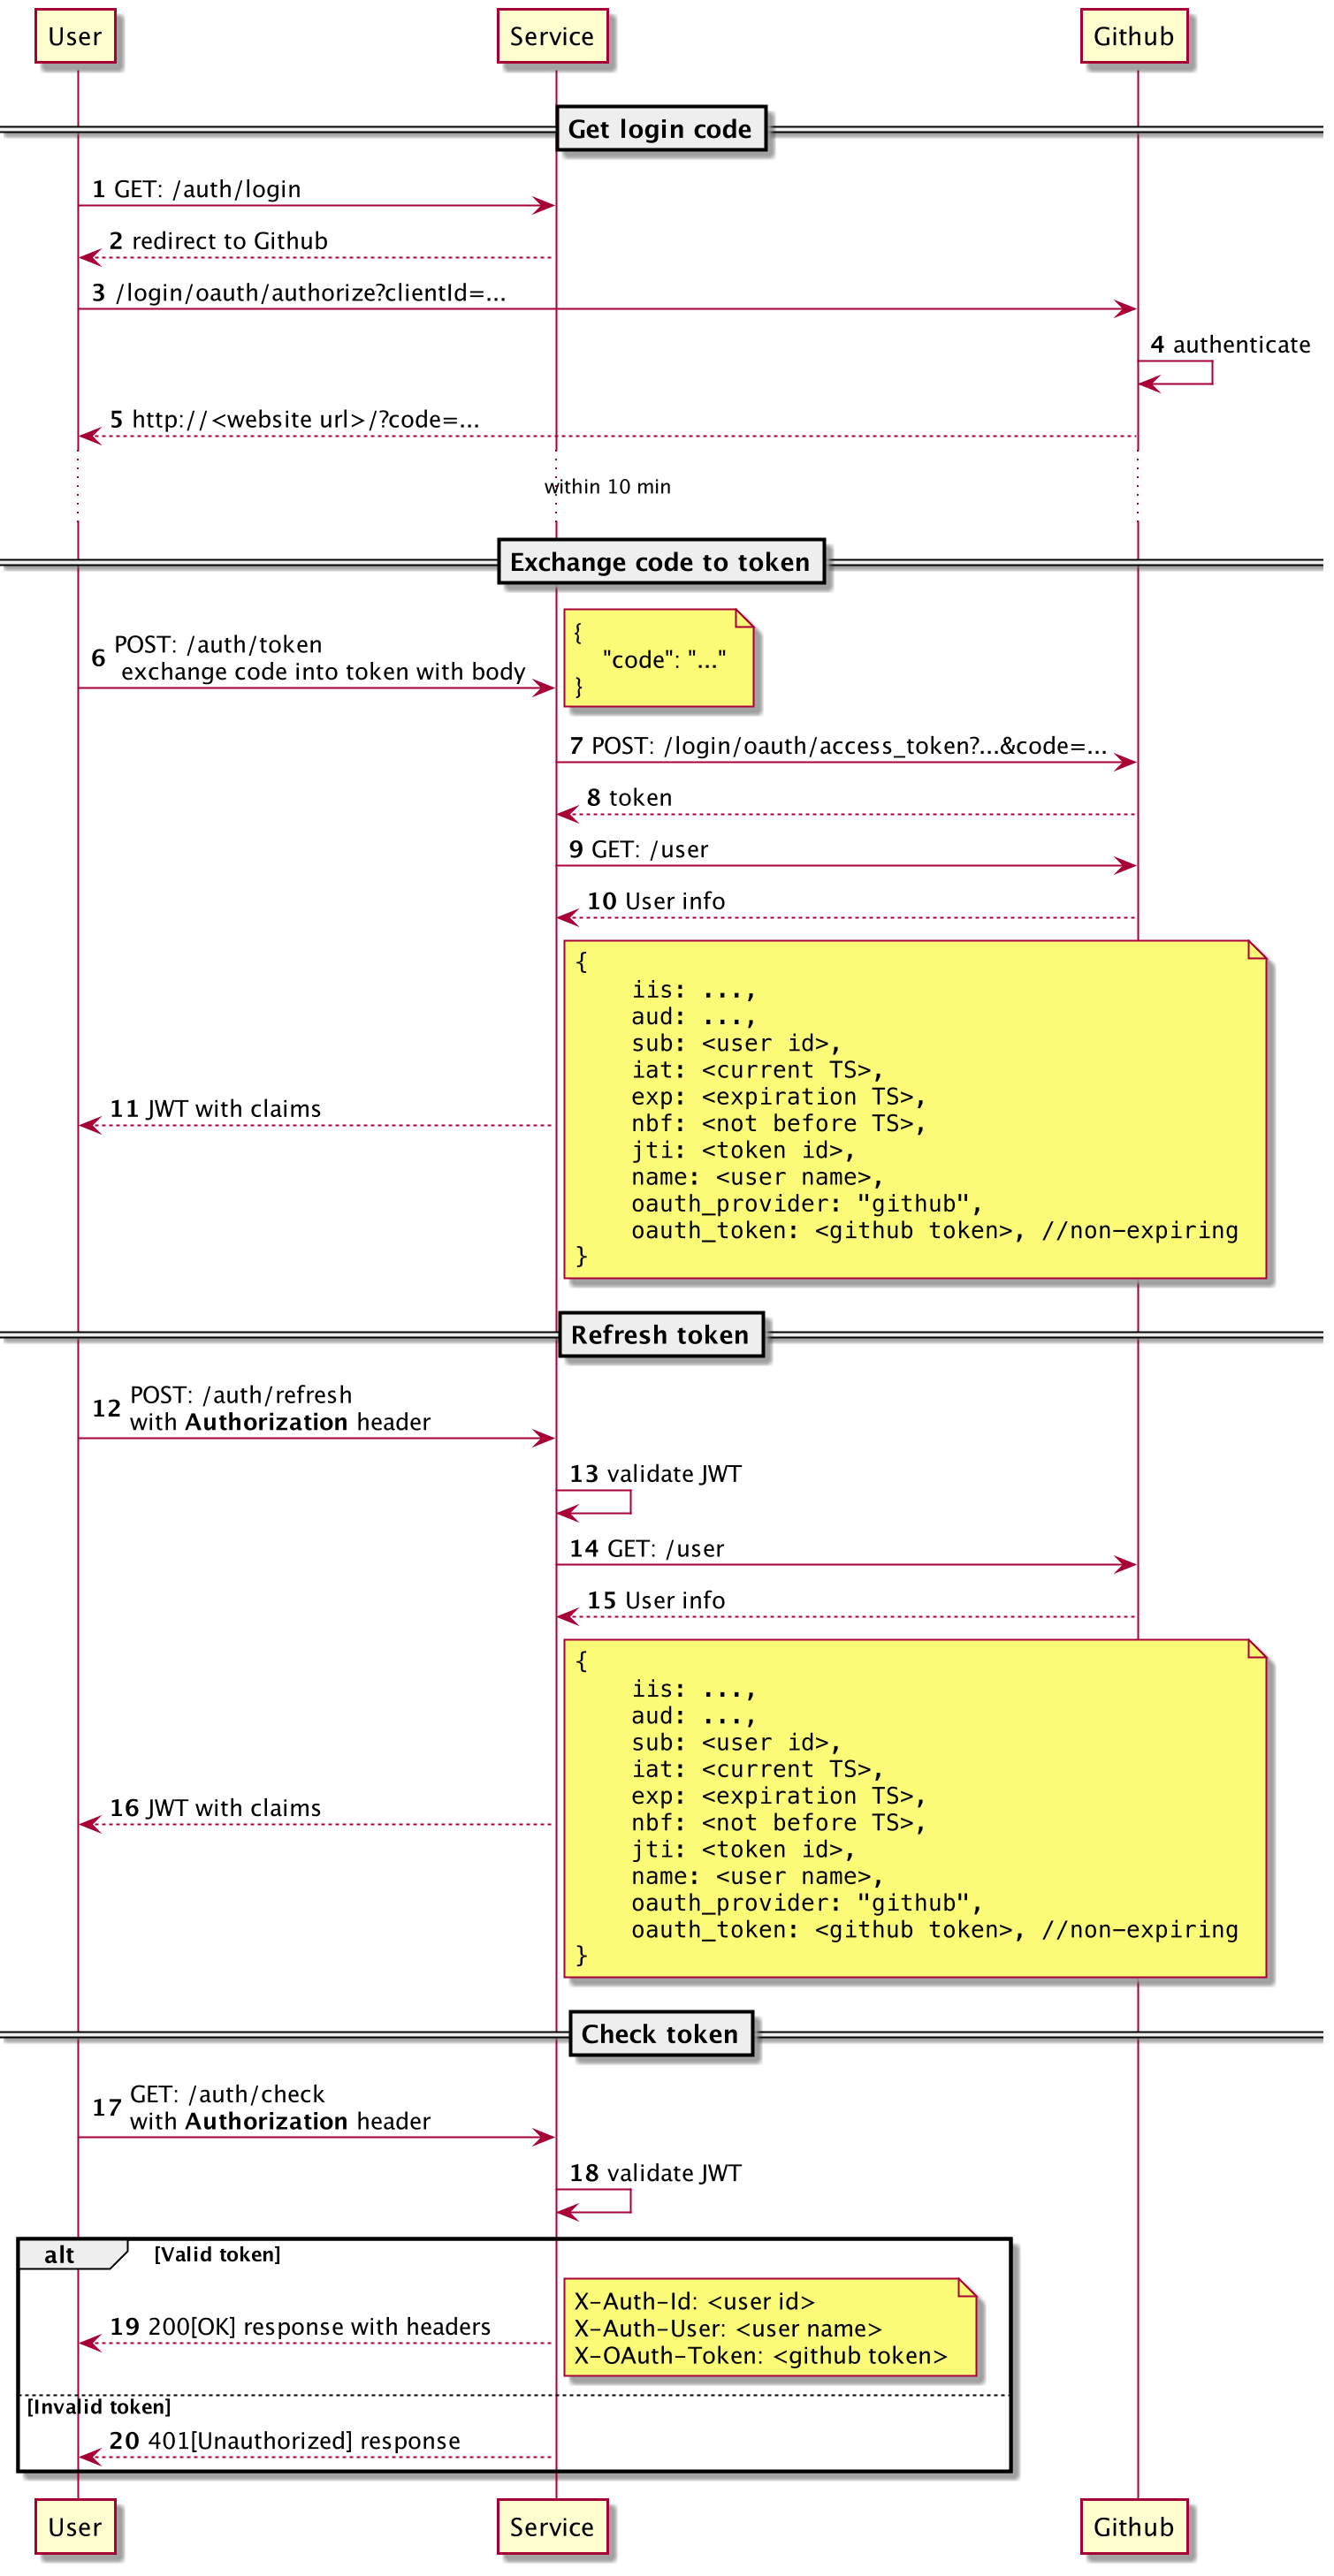 User Service Github
Get login code
1 GET: /auth/login
2 redirect to Github
3 /login/oauth/authorize?clientId=...
4 authenticate
5 http://<website url>/?code=...
within 10 min
Exchange code to token
6 POST: /auth/token
exchange code into token with body
{
"code": "..."
}
7 POST: /login/oauth/access_token?...&code=...
8 token
9 GET: /user
10 User info
{
iis: ...,
aud: ...,
sub: <user id>,
iat: <current TS>,
exp: <expiration TS>,
nbf: <not before TS>,
jti: <token id>,
name: <user name>,
oauth_provider: "github",
oauth_token: <github token>, //non-expiring
}
11 JWT with claims
Refresh token
12 POST: /auth/refresh
with Authorization header
13 validate JWT
14 GET: /user
15 User info
{
iis: ...,
aud: ...,
sub: <user id>,
iat: <current TS>,
exp: <expiration TS>,
nbf: <not before TS>,
jti: <token id>,
name: <user name>,
oauth_provider: "github",
oauth_token: <github token>, //non-expiring
}
16 JWT with claims
Check token
17 GET: /auth/check
with Authorization header
18 validate JWT
alt [Valid token]
19 200[OK] response with headers
X-Auth-Id: <user id>
X-Auth-User: <user name>
X-OAuth-Token: <github token>
[Invalid token]
20 401[Unauthorized] response
User Service Github